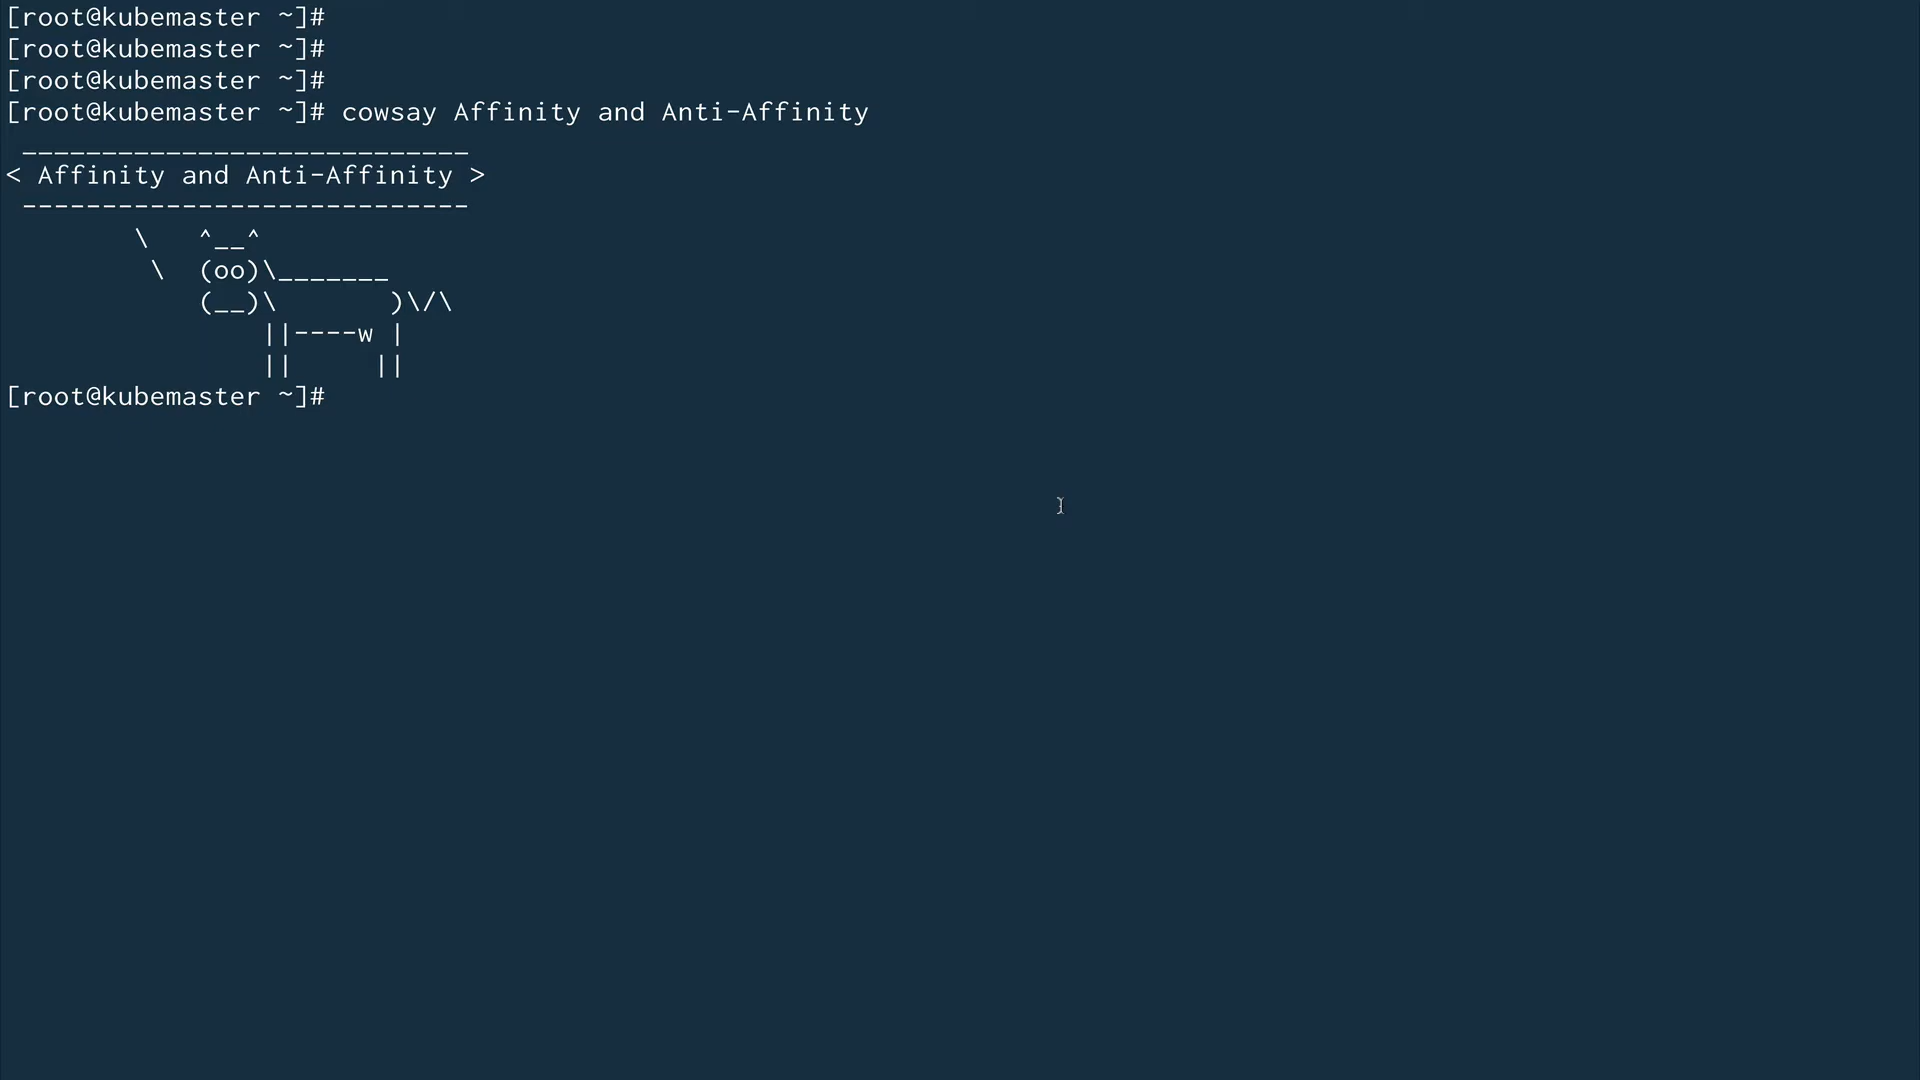 [root@kubemaster ~]#
[root@kubemaster ~]#
[root@kubemaster ~]#
[root@kubemaster ~]# cowsay Affinity and Anti-Affinity
 ____________________________
< Affinity and Anti-Affinity >
 ----------------------------
        \   ^__^
         \  (oo)\_______
            (__)\       )\/\
                ||----w |
                ||     ||
[root@kubemaster ~]#